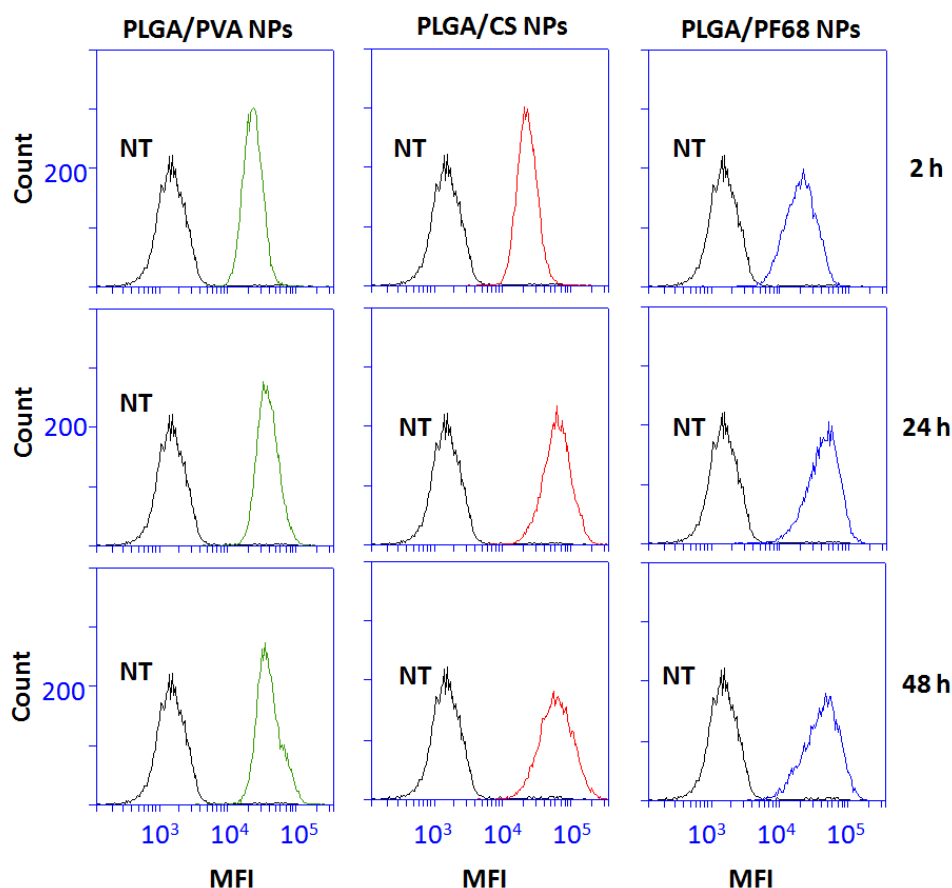 PLGA/PVA NPs PLGA/CS NPs PLGA/PF68 NPs
Count 200 NT NT NT 2 h
Count 200 NT NT NT 24 h
Count 200 NT NT NT 48 h
10³ 10⁴ 10⁵ 10³ 10⁴ 10⁵ 10³ 10⁴ 10⁵
MFI MFI MFI